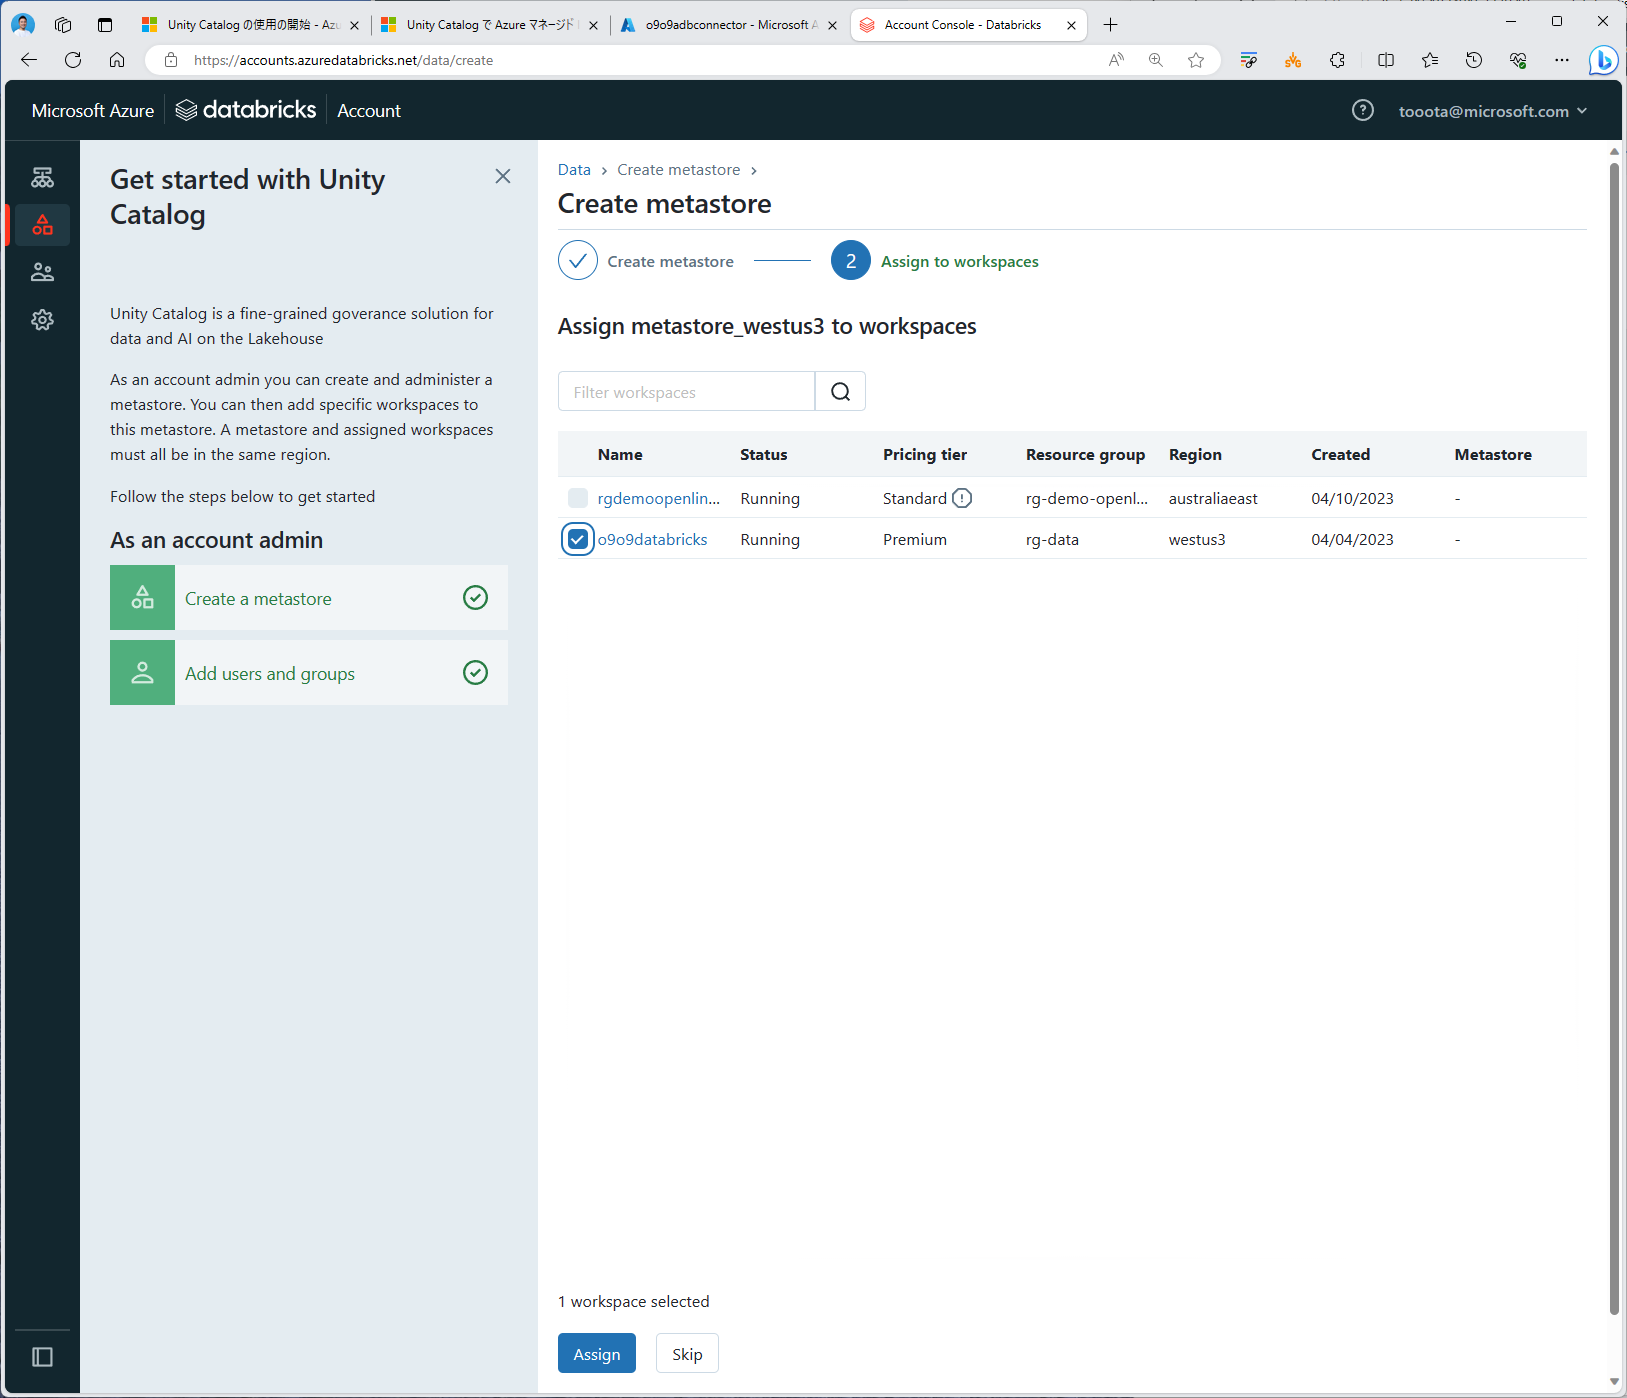 Unity Catalog の使用の開始 - Azu
Unity Catalog で Azure マネージド I
o9o9adbconnector - Microsoft A
Account Console - Databricks
https://accounts.azuredatabricks.net/data/create
Microsoft Azure
databricks
Account
tooota@microsoft.com
Get started with Unity
Catalog
Unity Catalog is a fine-grained goverance solution for
data and AI on the Lakehouse
As an account admin you can create and administer a
metastore. You can then add specific workspaces to
this metastore. A metastore and assigned workspaces
must all be in the same region.
Follow the steps below to get started
As an account admin
Create a metastore
Add users and groups
Data > Create metastore >
Create metastore
Create metastore
2 Assign to workspaces
Assign metastore_westus3 to workspaces
Filter workspaces
Name Status Pricing tier Resource group Region Created Metastore
rgdemoopenlin... Running Standard rg-demo-openl... australiaeast 04/10/2023 -
o9o9databricks Running Premium rg-data westus3 04/04/2023 -
1 workspace selected
Assign
Skip